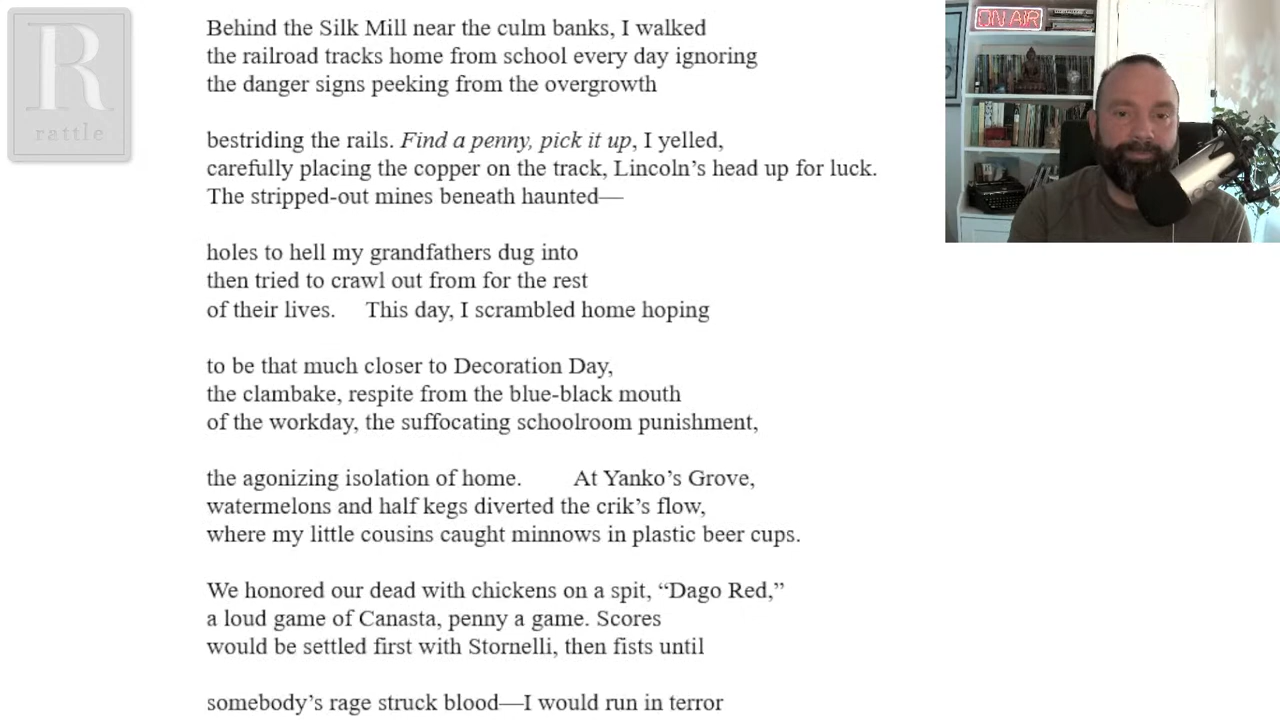 R
rattle
ON AIR
Behind the Silk Mill near the culm banks, I walked
the railroad tracks home from school every day ignoring
the danger signs peeking from the overgrowth
bestriding the rails. Find a penny, pick it up, I yelled,
carefully placing the copper on the track, Lincoln’s head up for luck.
The stripped-out mines beneath haunted—
holes to hell my grandfathers dug into
then tried to crawl out from for the rest
of their lives. This day, I scrambled home hoping
to be that much closer to Decoration Day,
the clambake, respite from the blue-black mouth
of the workday, the suffocating schoolroom punishment,
the agonizing isolation of home. At Yanko’s Grove,
watermelons and half kegs diverted the crik’s flow,
where my little cousins caught minnows in plastic beer cups.
We honored our dead with chickens on a spit, “Dago Red,”
a loud game of Canasta, penny a game. Scores
would be settled first with Stornelli, then fists until
somebody’s rage struck blood—I would run in terror